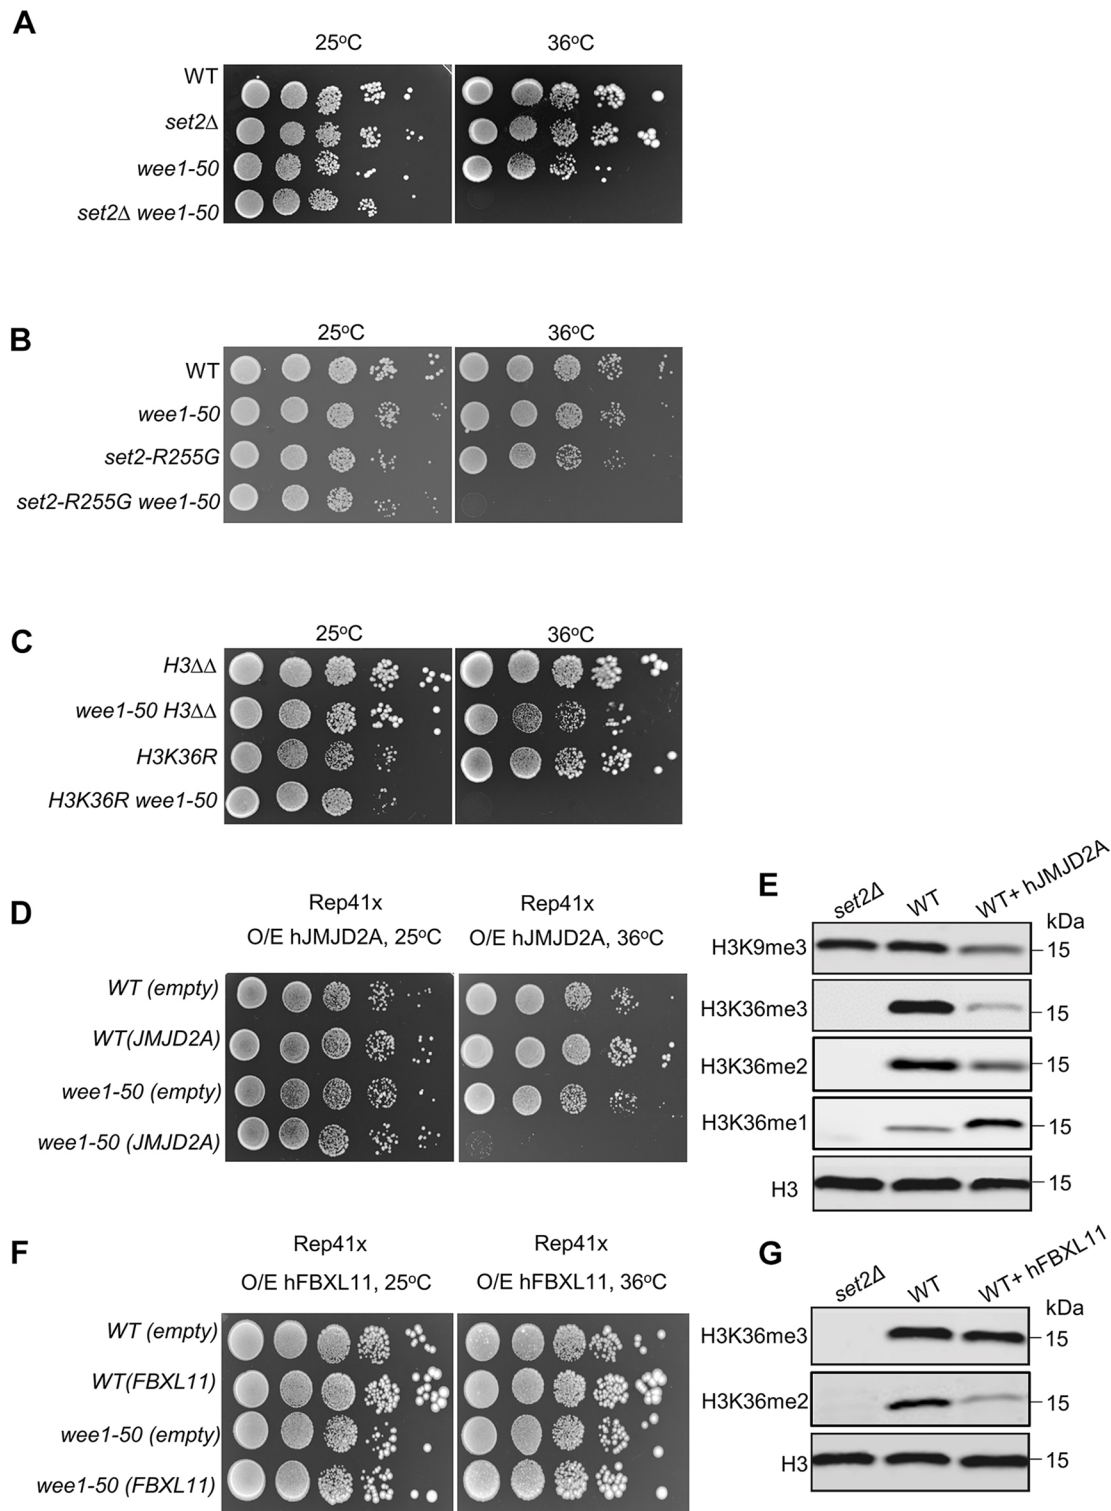 A
25°C
36°C
WT
set2Δ
wee1-50
set2Δ wee1-50
B
25°C
36°C
WT
wee1-50
set2-R255G
set2-R255G wee1-50
C
25°C
36°C
H3ΔΔ
wee1-50 H3ΔΔ
H3K36R
H3K36R wee1-50
D
Rep41x
O/E hJMJD2A, 25°C
Rep41x
O/E hJMJD2A, 36°C
WT (empty)
WT(JMJD2A)
wee1-50 (empty)
wee1-50 (JMJD2A)
E
set2Δ
WT
WT+ hJMJD2A
kDa
H3K9me3
15
H3K36me3
15
H3K36me2
15
H3K36me1
15
H3
15
F
Rep41x
O/E hFBXL11, 25°C
Rep41x
O/E hFBXL11, 36°C
WT (empty)
WT(FBXL11)
wee1-50 (empty)
wee1-50 (FBXL11)
G
set2Δ
WT
WT+ hFBXL11
kDa
H3K36me3
15
H3K36me2
15
H3
15